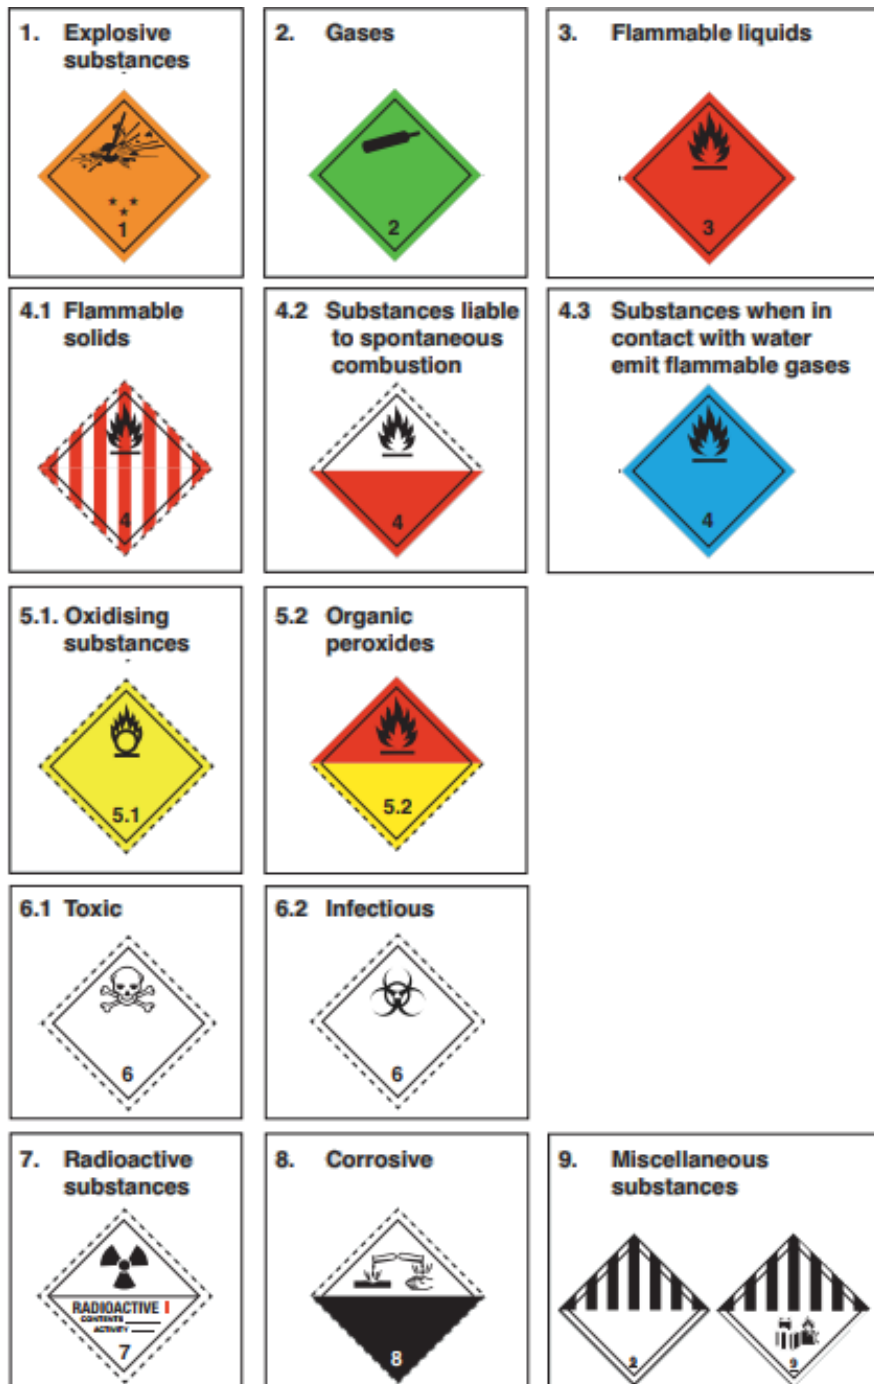 1. Explosive
substances
1
2. Gases
2
3. Flammable liquids
3
4.1 Flammable
solids
4
4.2 Substances liable
to spontaneous
combustion
4
4.3 Substances when in
contact with water
emit flammable gases
4
5.1. Oxidising
substances
5.1
5.2 Organic
peroxides
5.2
6.1 Toxic
6
6.2 Infectious
6
7. Radioactive
substances
RADIOACTIVE I
CONTENTS
ACTIVITY
7
8. Corrosive
8
9. Miscellaneous
substances
9